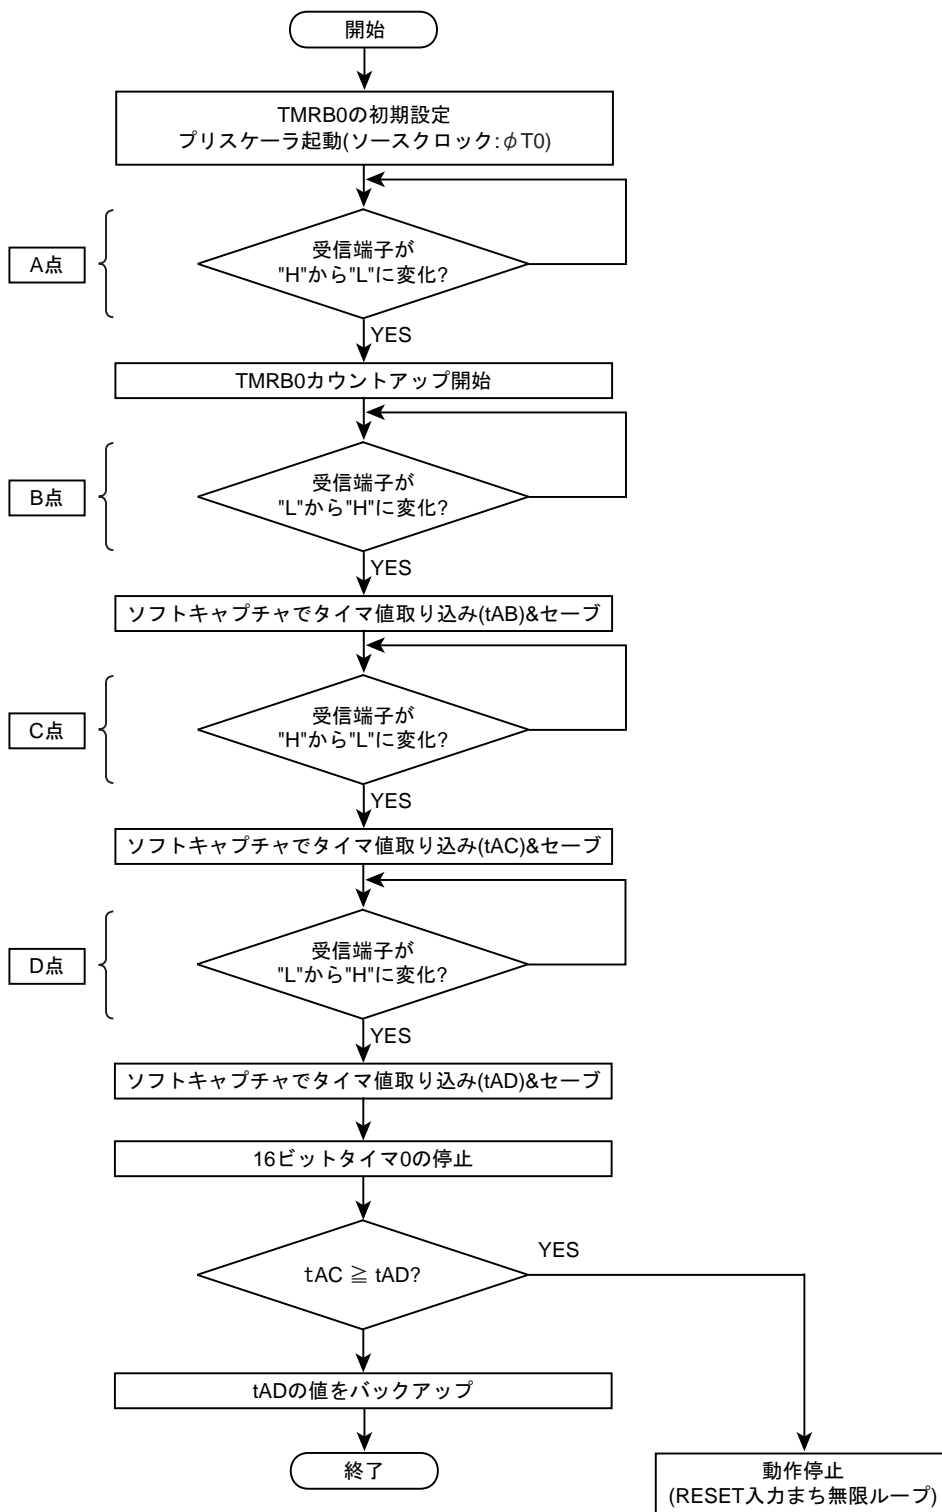 開始
TMRB0の初期設定
プリスケーラ起動(ソースクロック:φT0)
A点
受信端子が
"H"から"L"に変化?
YES
TMRB0カウントアップ開始
B点
受信端子が
"L"から"H"に変化?
YES
ソフトキャプチャでタイマ値取り込み(tAB)&セーブ
C点
受信端子が
"H"から"L"に変化?
YES
ソフトキャプチャでタイマ値取り込み(tAC)&セーブ
D点
受信端子が
"L"から"H"に変化?
YES
ソフトキャプチャでタイマ値取り込み(tAD)&セーブ
16ビットタイマ0の停止
tAC ≧ tAD?
YES
tADの値をバックアップ
終了
動作停止
(RESET入力まち無限ループ)